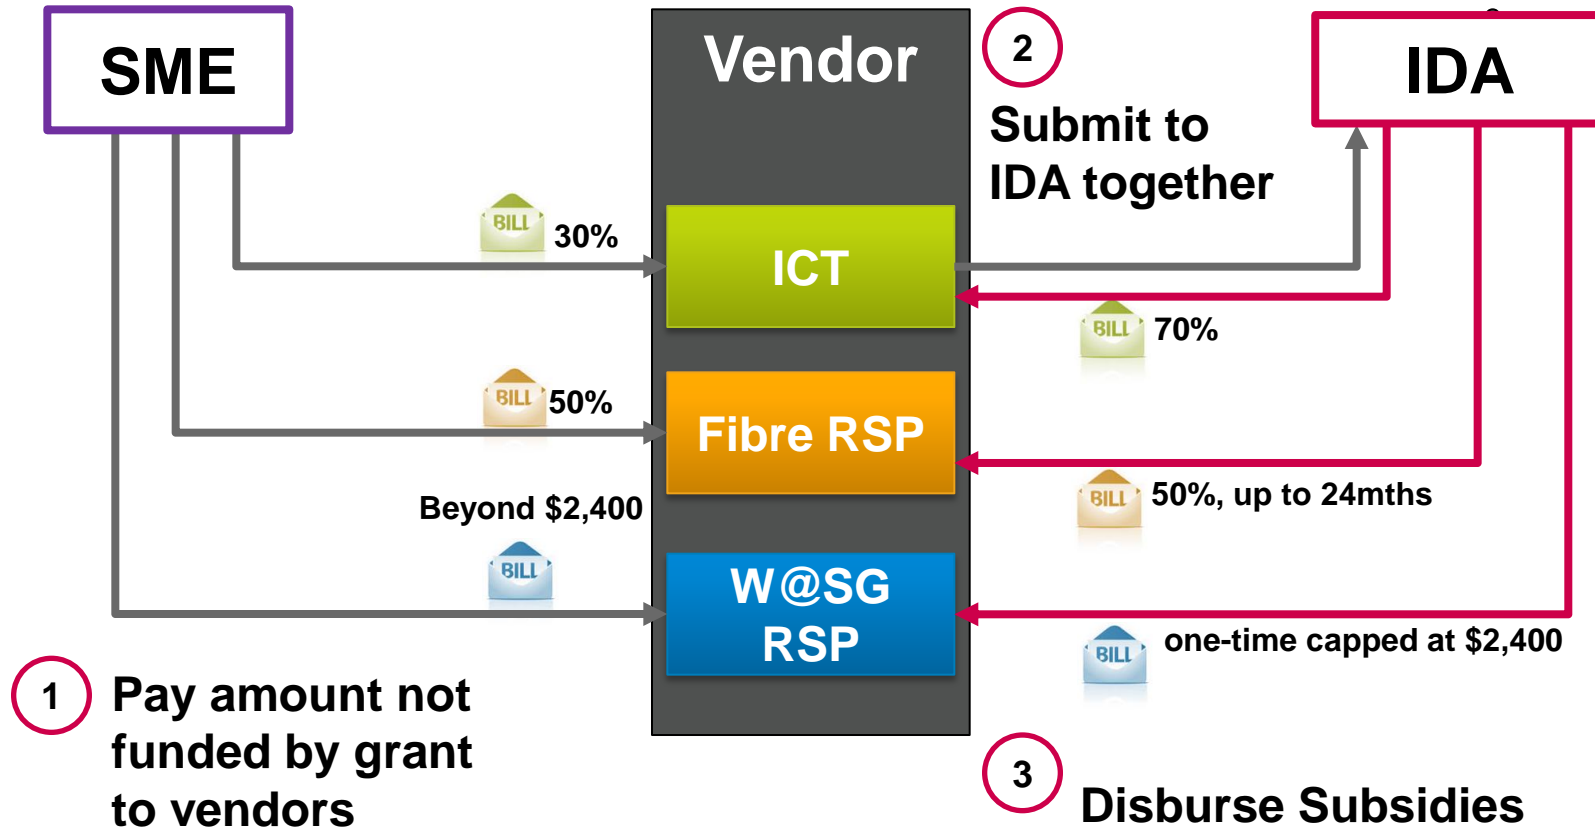 SME
Vendor
2
IDA
Submit to
IDA together
BILL
30%
ICT
BILL
70%
BILL
50%
Fibre RSP
BILL
50%, up to 24mths
Beyond $2,400
BILL
W@SG
RSP
BILL
one-time capped at $2,400
1
Pay amount not
funded by grant
to vendors
3
Disburse Subsidies